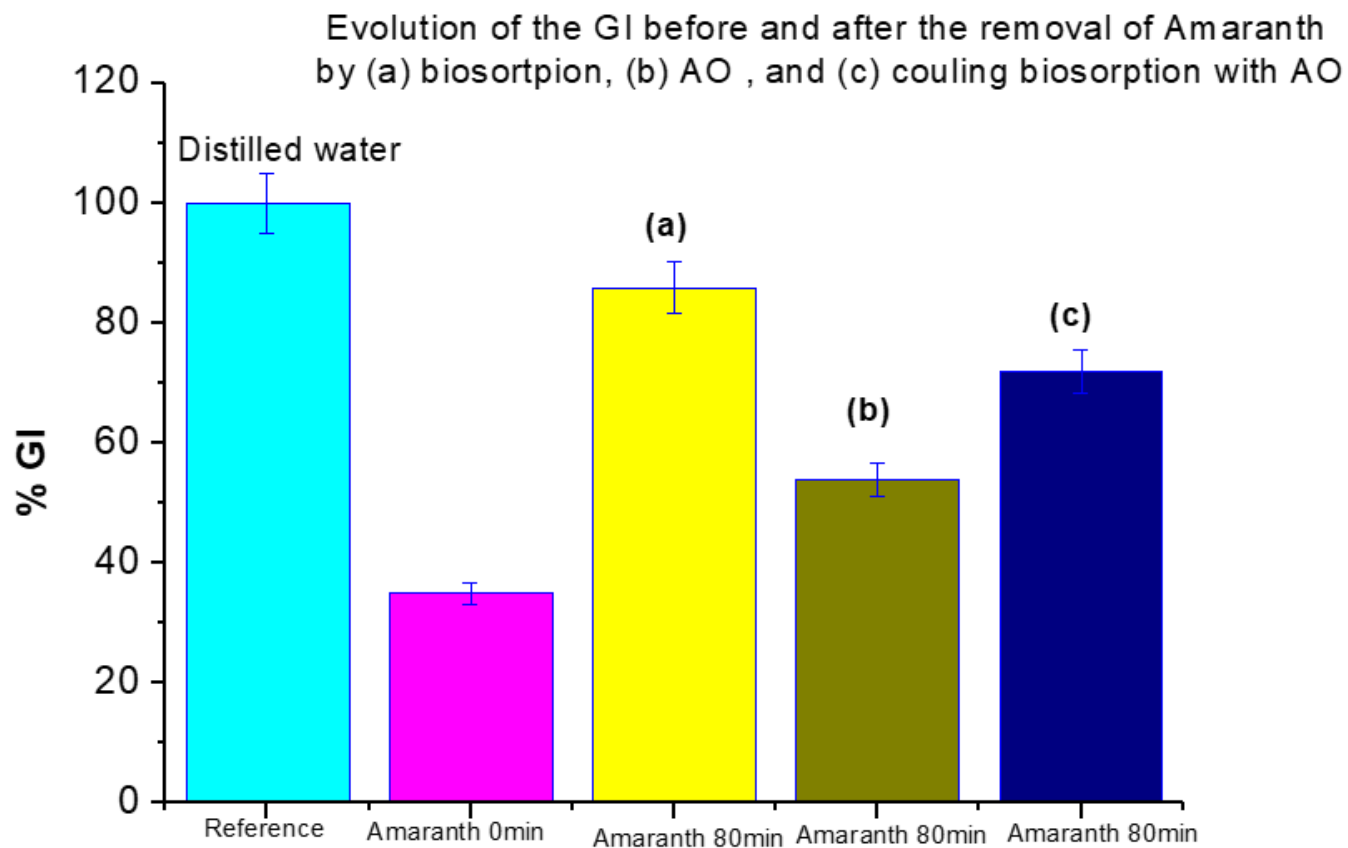 Evolution of the GI before and after the removal of Amaranth
by (a) biosortpion, (b) AO , and (c) couling biosorption with AO
120
Distilled water
100
(a)
80
(c)
(b)
60
% GI
40
20
0
Reference
Amaranth 0min
Amaranth 80min
Amaranth 80min
Amaranth 80min